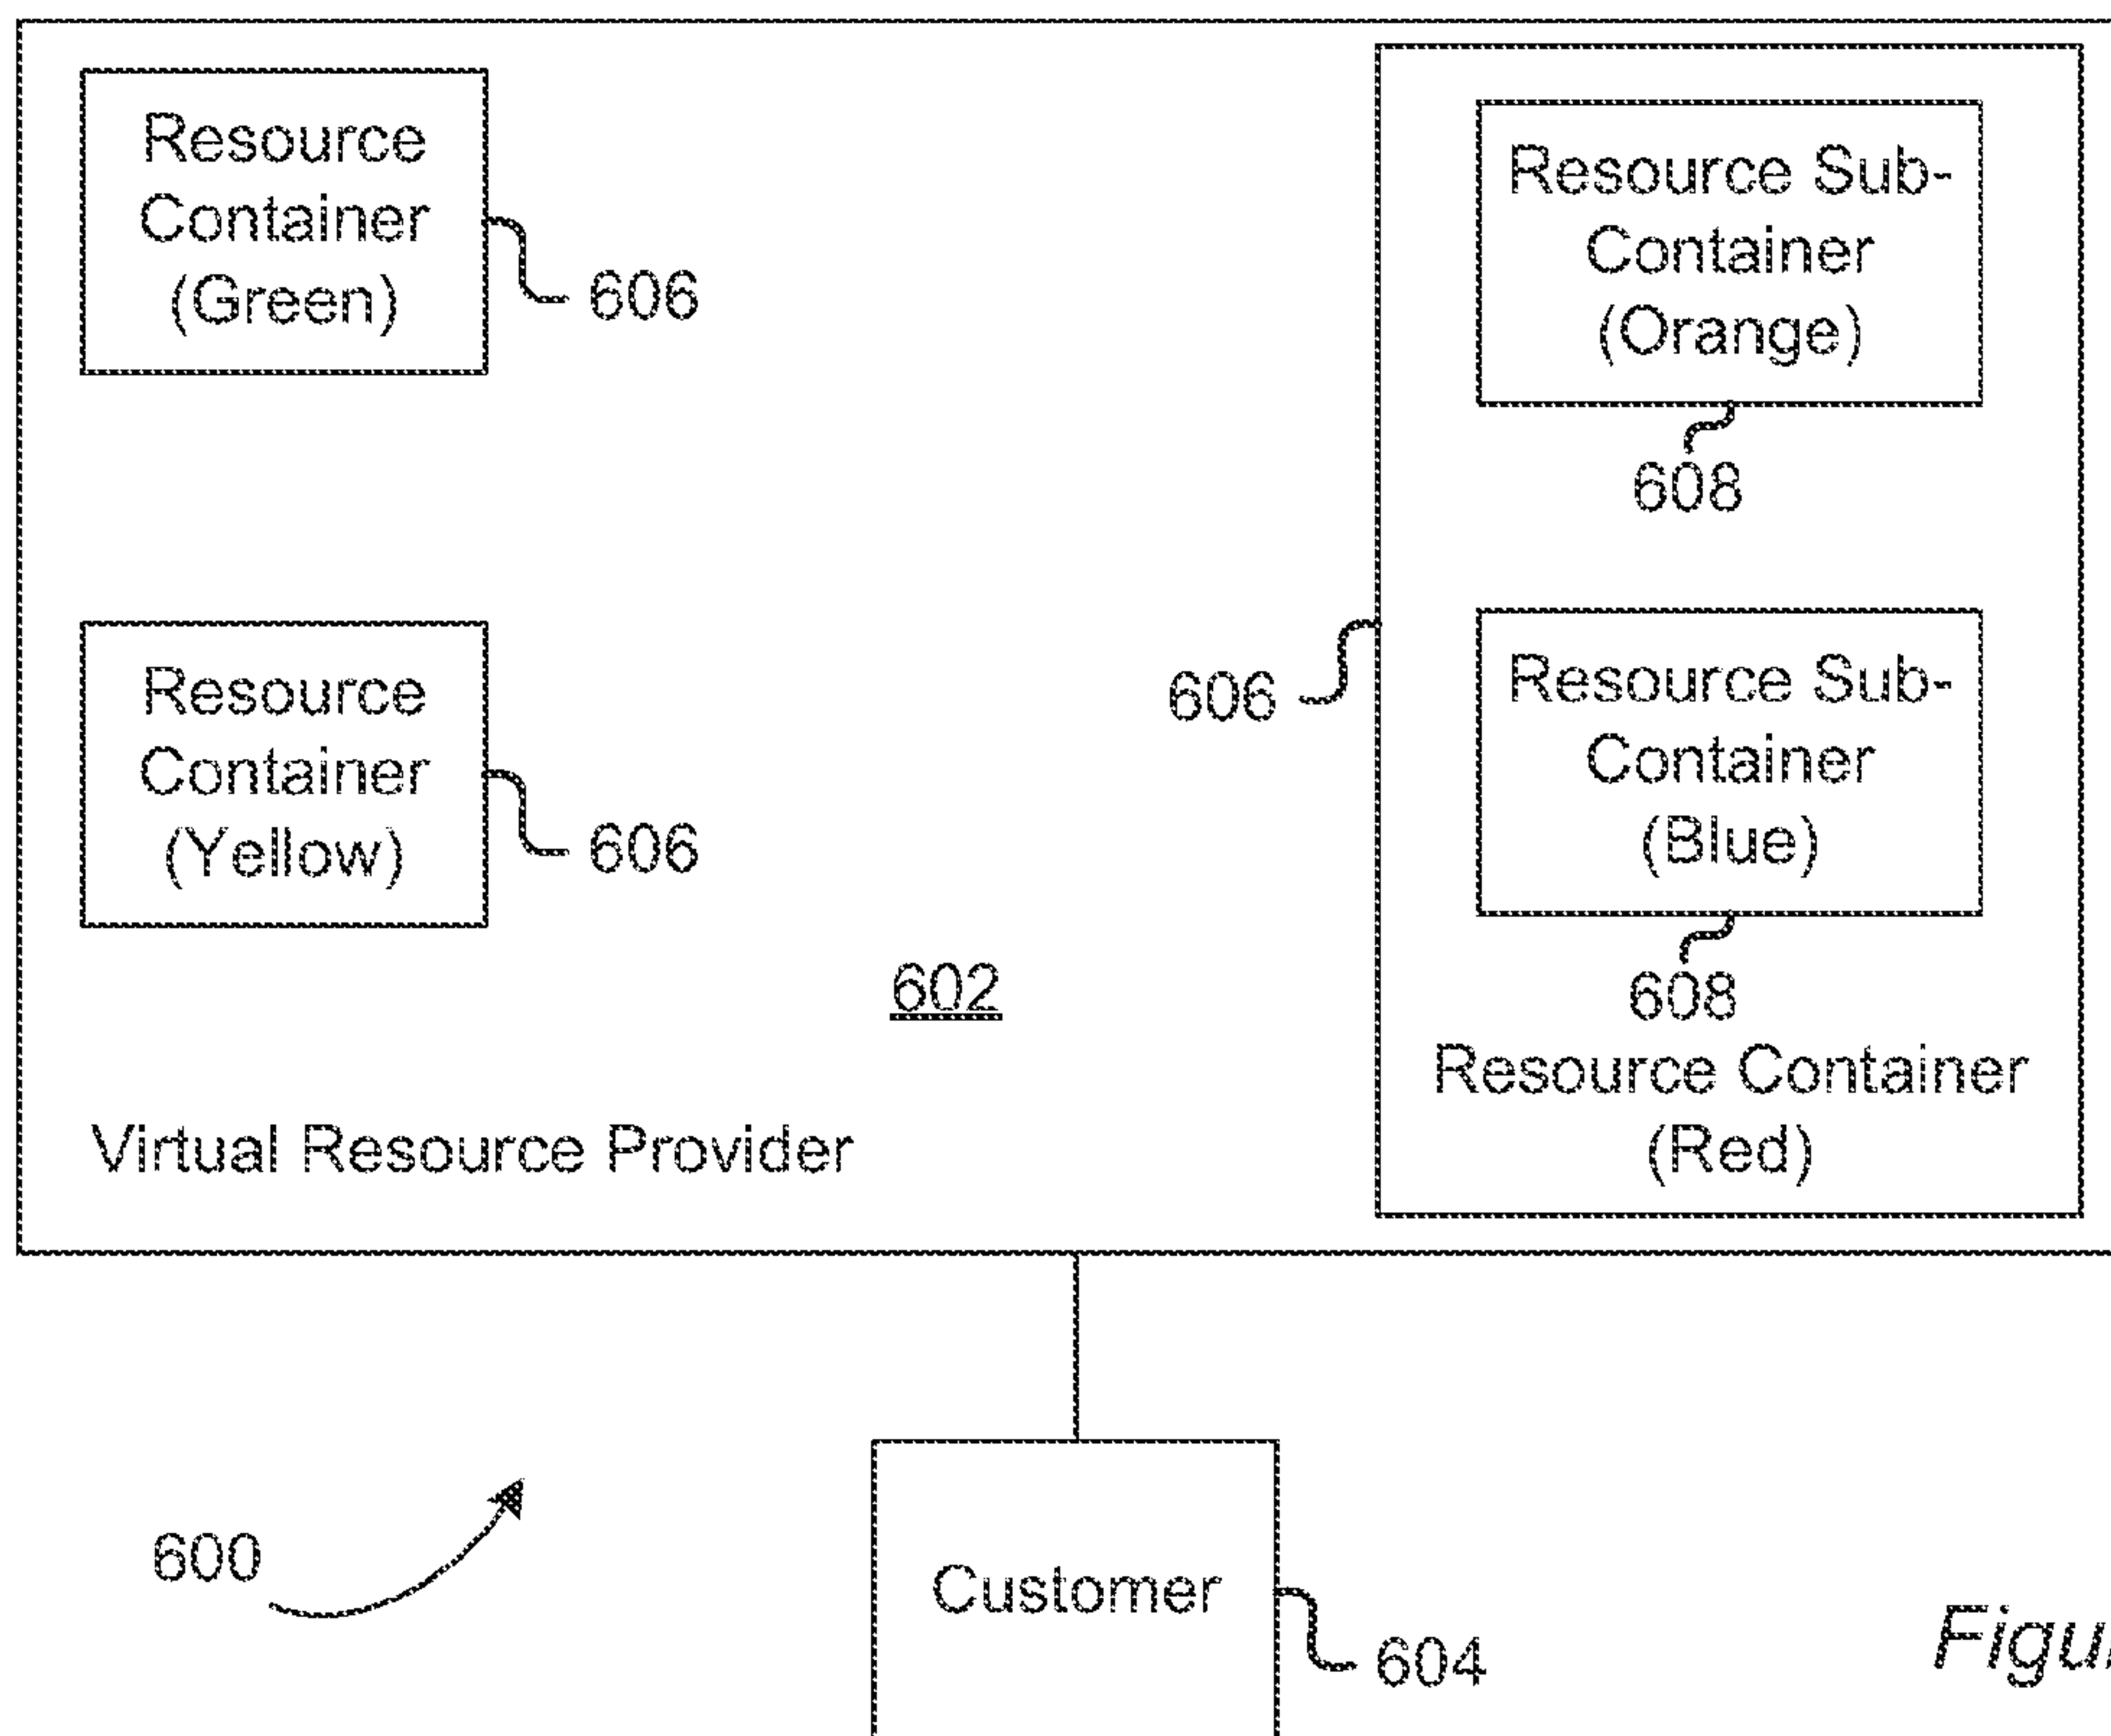 Resource
Container
(Green)
606
Resource
Container
(Yellow)
606
602
Virtual Resource Provider
Resource Sub-
Container
(Orange)
608
606
Resource Sub-
Container
(Blue)
608
Resource Container
(Red)
600
Customer
604